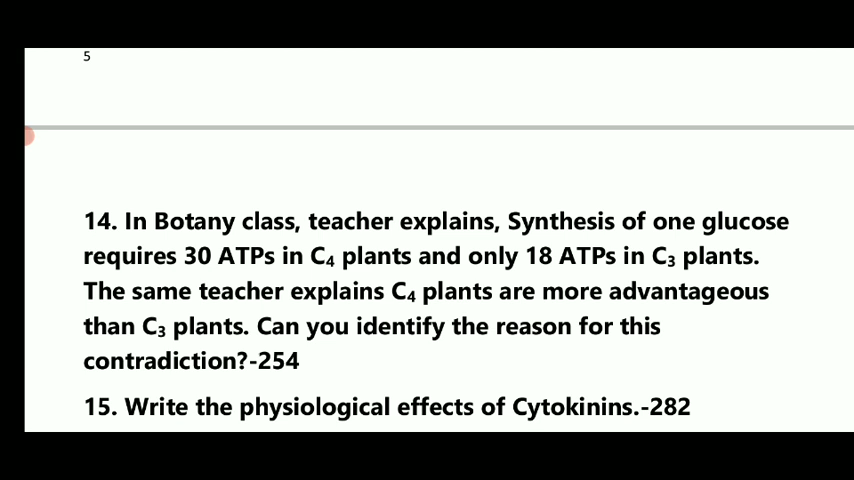 5
14. In Botany class, teacher explains, Synthesis of one glucose
requires 30 ATPs in C₄ plants and only 18 ATPs in C₃ plants.
The same teacher explains C₄ plants are more advantageous
than C₃ plants. Can you identify the reason for this
contradiction?-254
15. Write the physiological effects of Cytokinins.-282